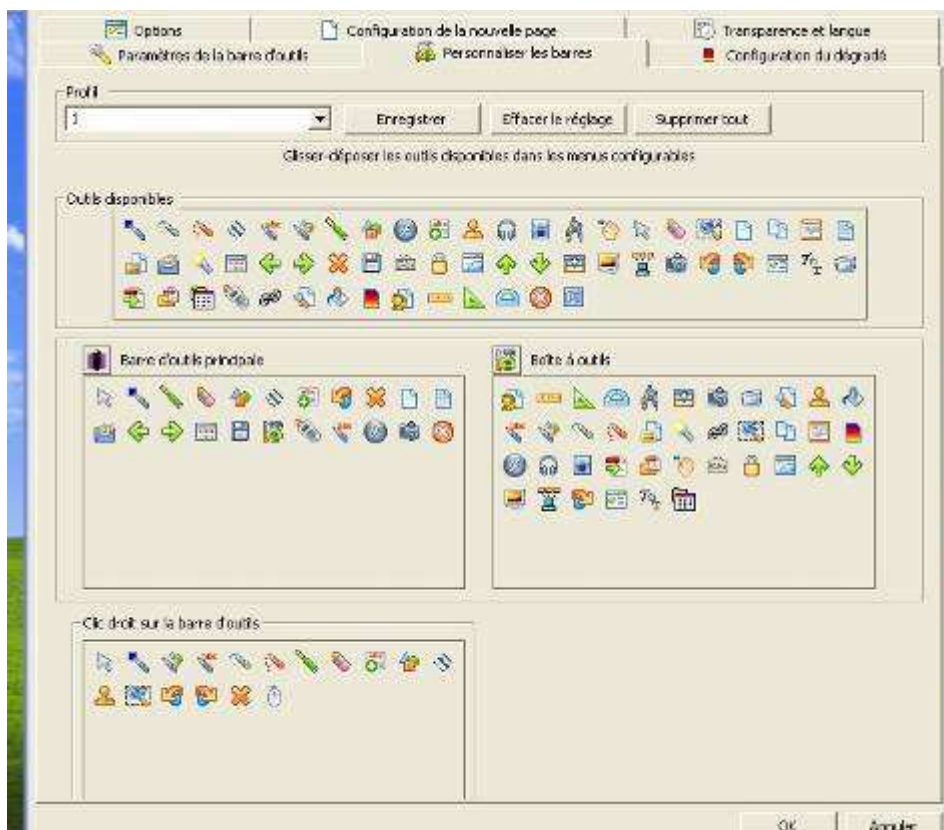 Options Configuration de la nouvelle page Transparence et langue
Paramètres de la barre d'outils Personnaliser les barres Configuration du dégradé
Profil
1 Enregistrer Effacer le réglage Supprimer tout
Glisser-déposer les outils disponibles dans les menus configurables
Outils disponibles
Barre d'outils principale Boîte à outils
Clic droit sur la barre d'outils
OK Annuler